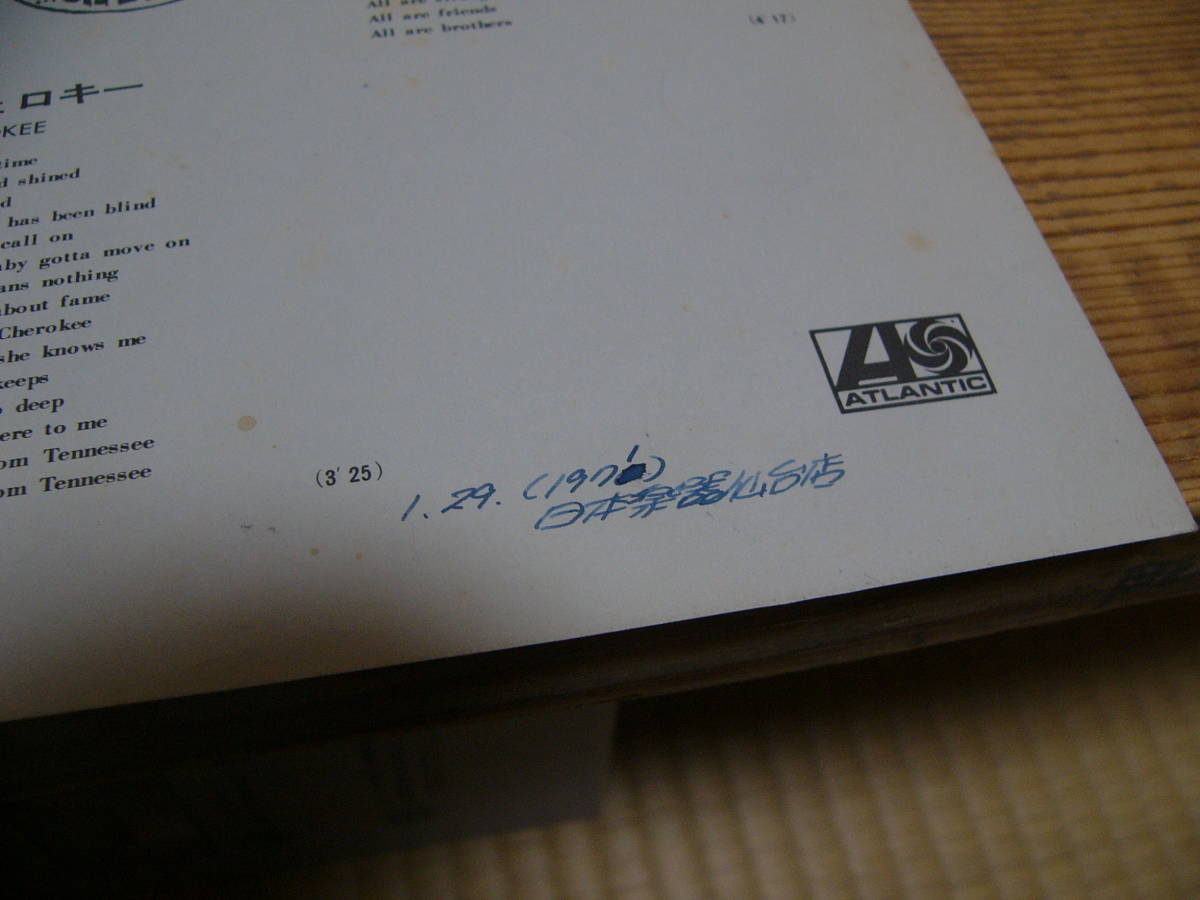 All are friends
All are brothers
(4′17)
ロキー
OKEE
time
d shined
d
has been blind
call on
aby gotta move on
ans nothing
about fame
Cherokee
she knows me
keeps
o deep
ere to me
om Tennessee
om Tennessee
(3′25)
ATLANTIC
1.29.(1971)
日本楽器仙台店